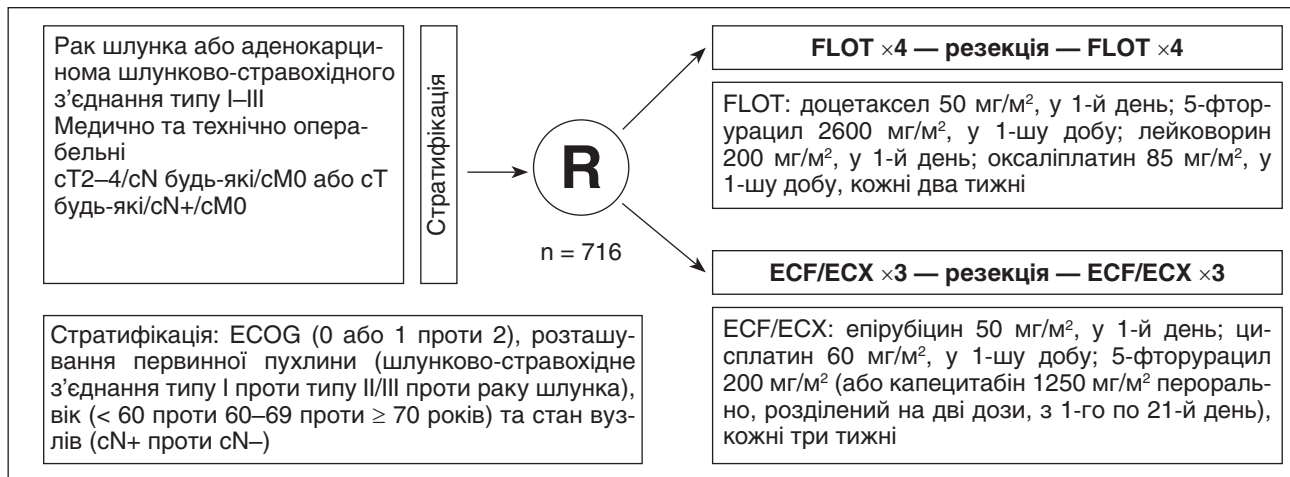 Рак шлунка або аденокарци-
нома шлунково-стравохідного
з'єднання типу I–III
Медично та технічно опера-
бельні
cT2–4/cN будь-які/cM0 або cT
будь-які/cN+/cM0
Стратифікація
R
n = 716
FLOT ×4 — резекція — FLOT ×4
FLOT: доцетаксел 50 мг/м², у 1-й день; 5-фтор-
урацил 2600 мг/м², у 1-шу добу; лейковорин
200 мг/м², у 1-й день; оксаліплатин 85 мг/м², у
1-шу добу, кожні два тижні
ECF/ECX ×3 — резекція — ECF/ECX ×3
ECF/ECX: епірубіцин 50 мг/м², у 1-й день; ци-
сплатин 60 мг/м², у 1-шу добу; 5-фторурацил
200 мг/м² (або капецитабін 1250 мг/м² перораль-
но, розділений на дві дози, з 1-го по 21-й день),
кожні три тижні
Стратифікація: ECOG (0 або 1 проти 2), розташу-
вання первинної пухлини (шлунково-стравохідне
з'єднання типу I проти типу II/III проти раку шлунка),
вік (< 60 проти 60–69 проти ≥ 70 років) та стан вуз-
лів (cN+ проти cN–)